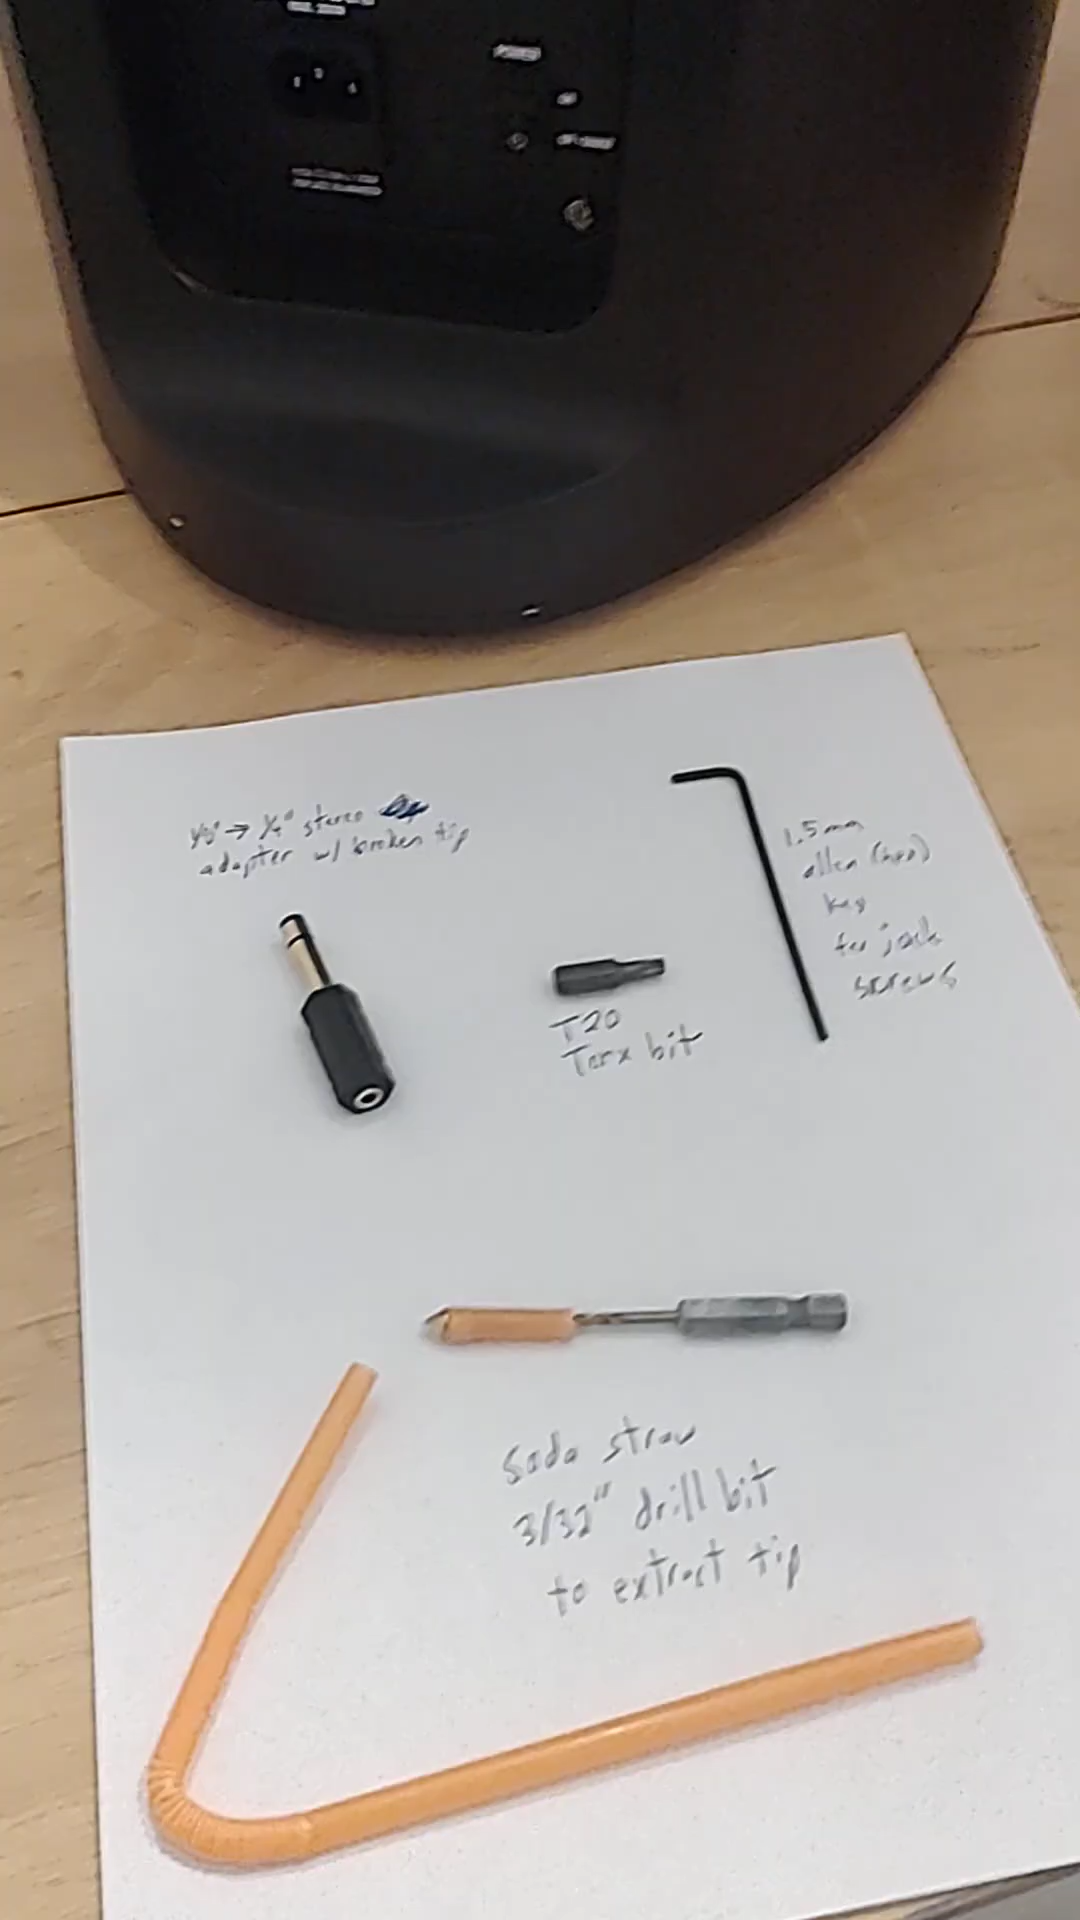 POWER
1/8" → 1/4" stereo
adapter w/ broken tip
1.5mm
allen (hex)
key
for jack
screws
T20
Torx bit
Soda straw
3/32" drill bit
to extract tip